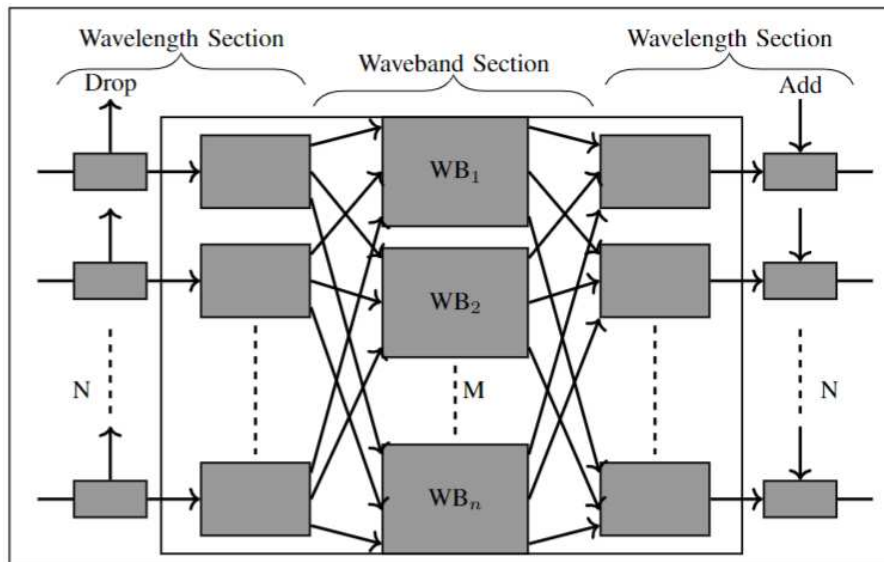 Wavelength Section
Wavelength Section
Waveband Section
Drop
Add
WB₁
WB₂
N
M
N
WBₙ